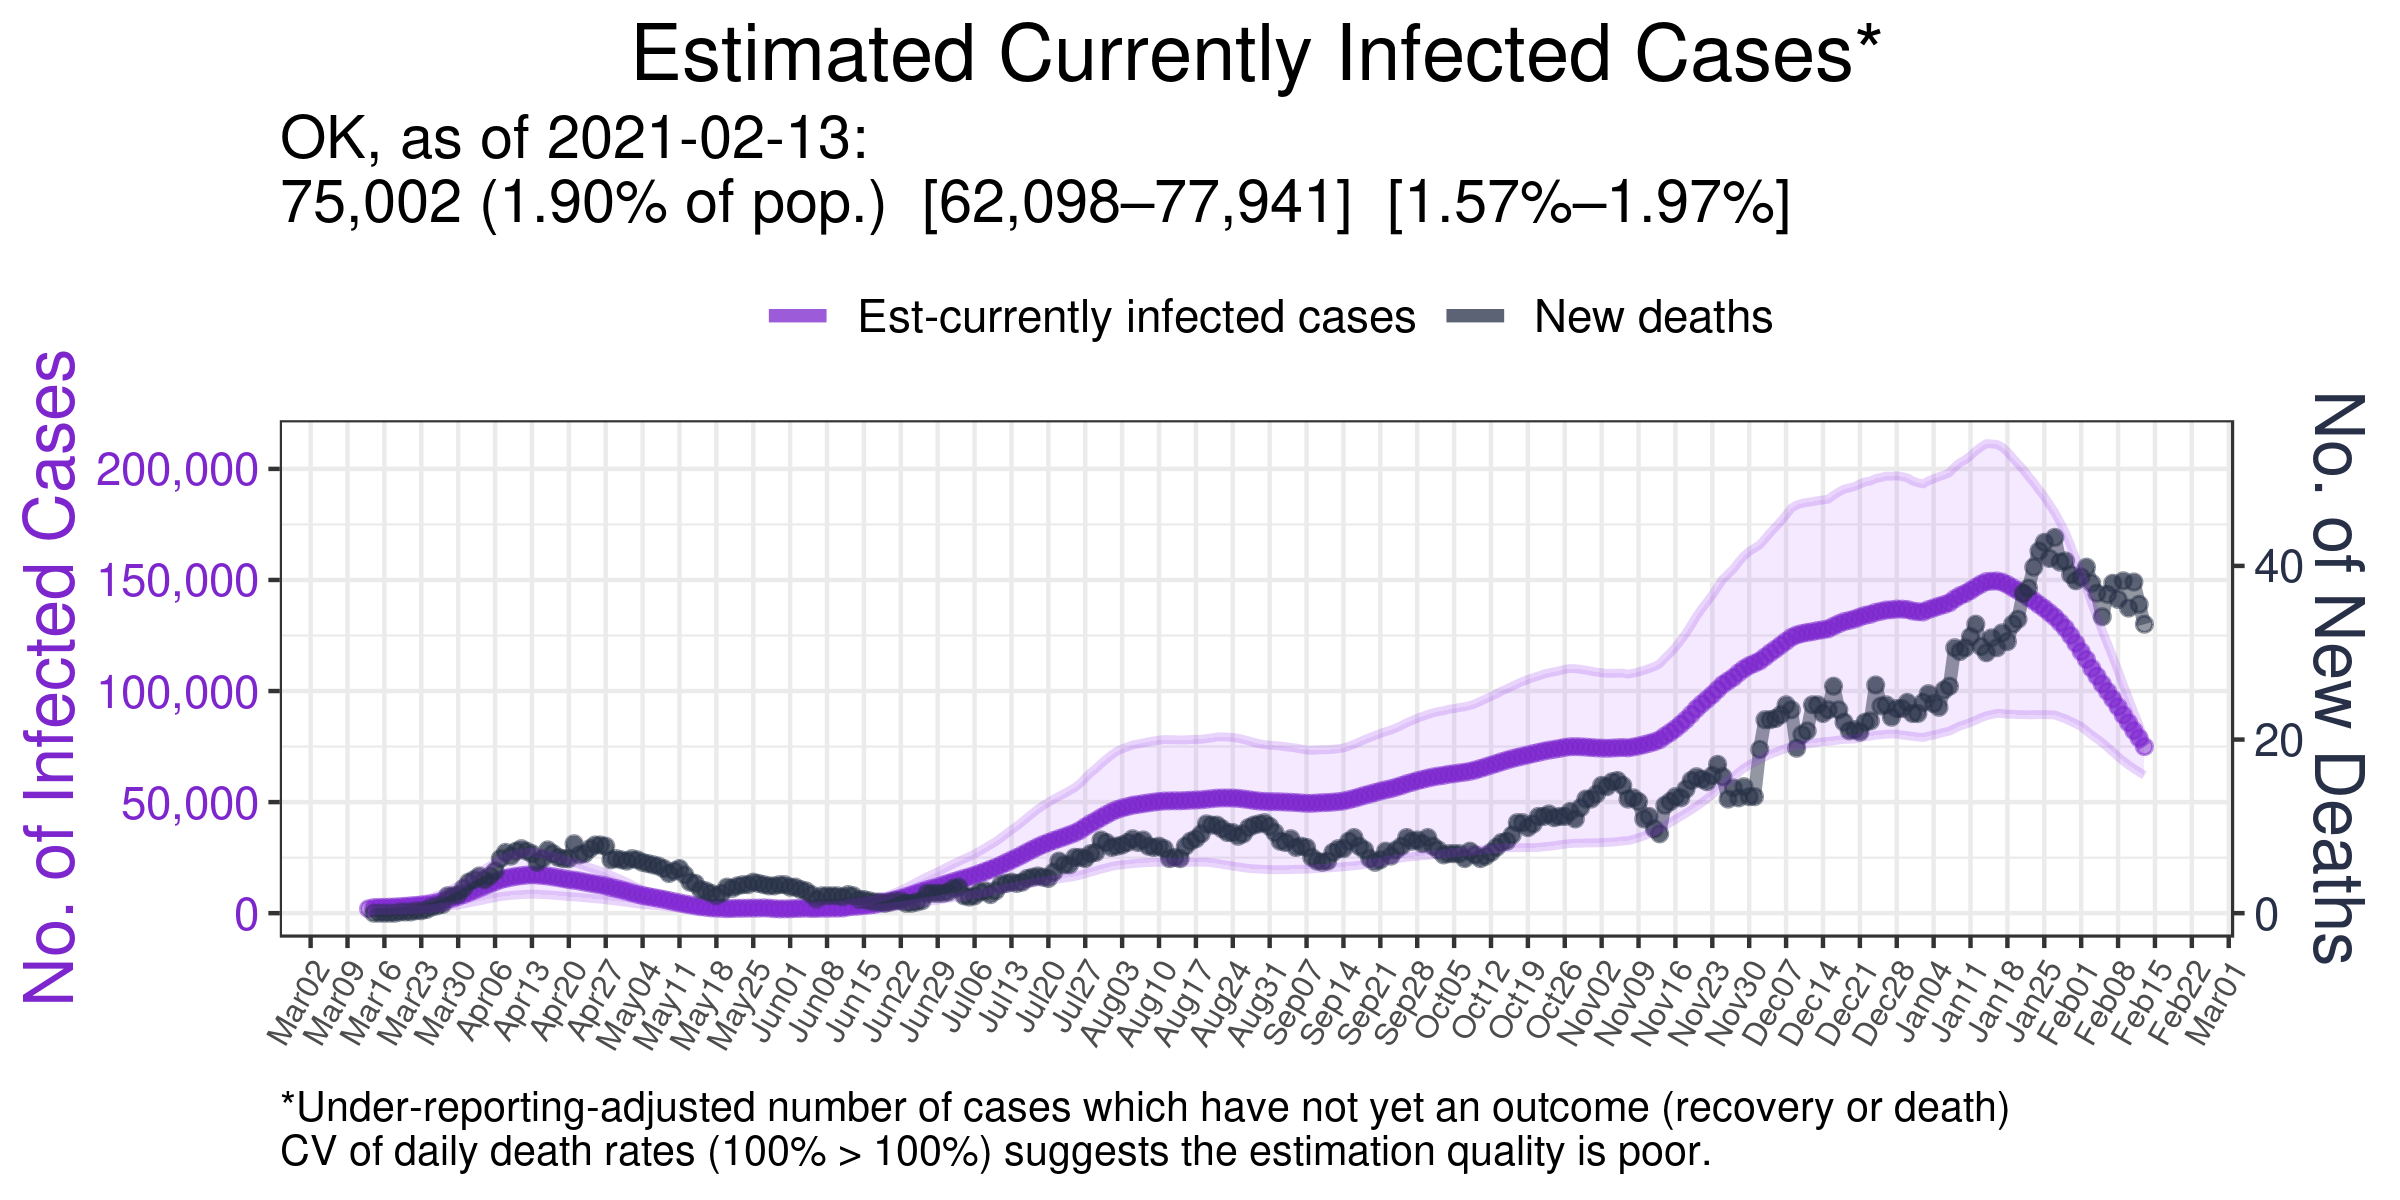 Estimated Currently Infected Cases*
OK, as of 2021-02-13:
75,002 (1.90% of pop.)  [62,098–77,941]  [1.57%–1.97%]
Est-currently infected cases
New deaths
No. of Infected Cases
200,000
150,000
100,000
50,000
0
40
20
0
No. of New Deaths
Mar02
Mar09
Mar16
Mar23
Mar30
Apr06
Apr13
Apr20
Apr27
May04
May11
May18
May25
Jun01
Jun08
Jun15
Jun22
Jun29
Jul06
Jul13
Jul20
Jul27
Aug03
Aug10
Aug17
Aug24
Aug31
Sep07
Sep14
Sep21
Sep28
Oct05
Oct12
Oct19
Oct26
Nov02
Nov09
Nov16
Nov23
Nov30
Dec07
Dec14
Dec21
Dec28
Jan04
Jan11
Jan18
Jan25
Feb01
Feb08
Feb15
Feb22
Mar01
*Under-reporting-adjusted number of cases which have not yet an outcome (recovery or death)
CV of daily death rates (100% > 100%) suggests the estimation quality is poor.